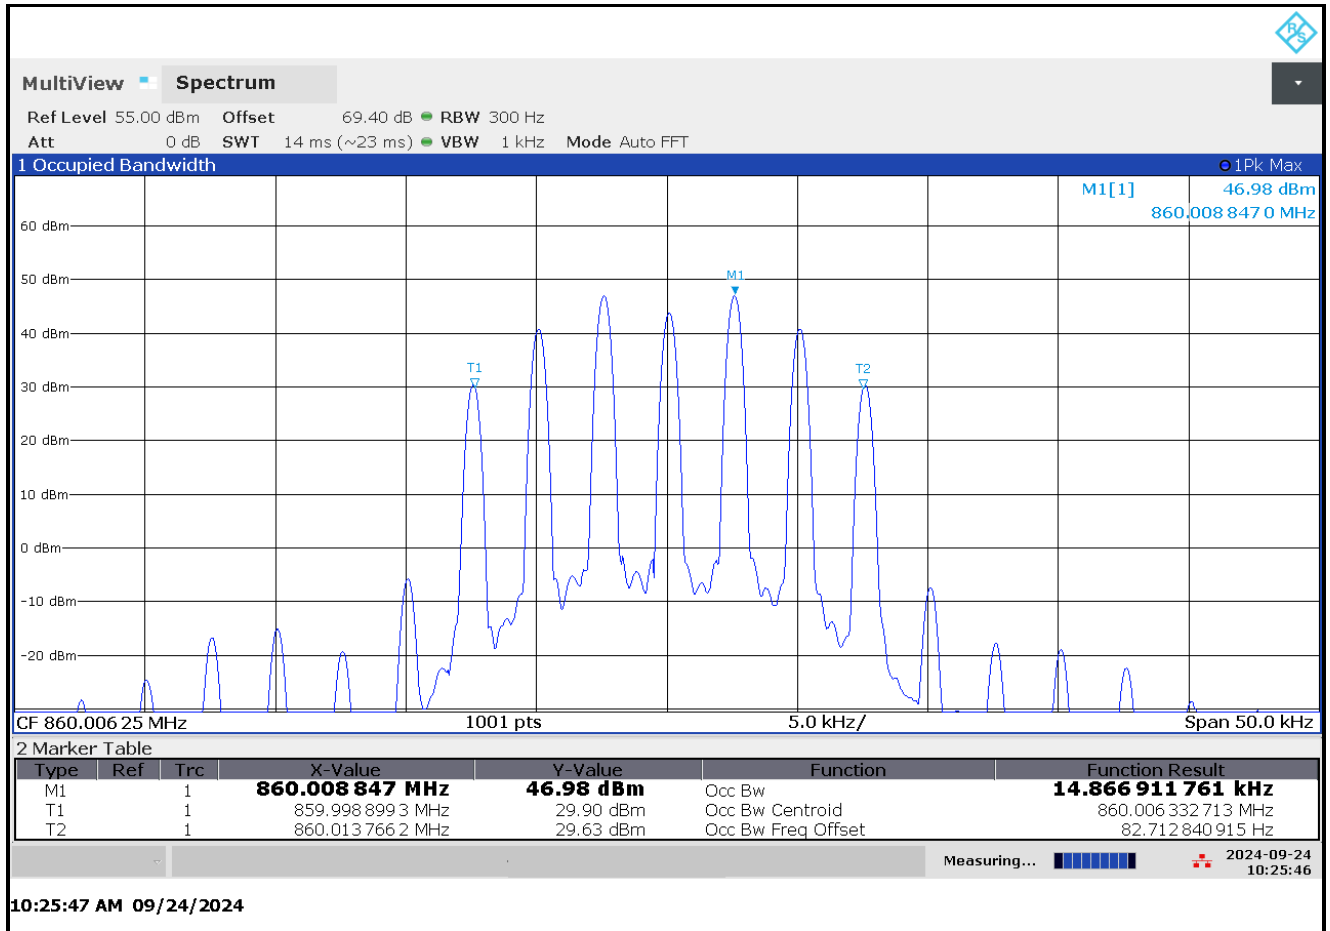 R&S
MultiView Spectrum
Ref Level 55.00 dBm Offset 69.40 dB RBW 300 Hz
Att 0 dB SWT 14 ms (~23 ms) VBW 1 kHz Mode Auto FFT
1 Occupied Bandwidth 1Pk Max
M1[1] 46.98 dBm
860.008 847 0 MHz
60 dBm
50 dBm
M1
40 dBm
T1
T2
30 dBm
20 dBm
10 dBm
0 dBm
-10 dBm
-20 dBm
CF 860.006 25 MHz 1001 pts 5.0 kHz/ Span 50.0 kHz
2 Marker Table
Type Ref Trc X-Value Y-Value Function Function Result
M1 1 860.008 847 MHz 46.98 dBm Occ Bw 14.866 911 761 kHz
T1 1 859.998 899 3 MHz 29.90 dBm Occ Bw Centroid 860.006 332 713 MHz
T2 1 860.013 766 2 MHz 29.63 dBm Occ Bw Freq Offset 82.712 840 915 Hz
Measuring... 2024-09-24
10:25:46
10:25:47 AM 09/24/2024